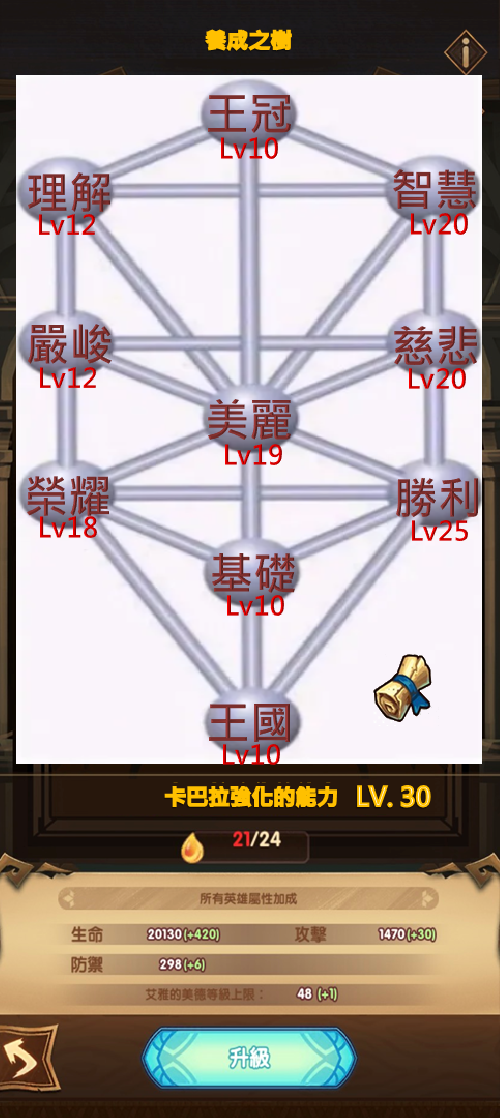 養成之樹
王冠
Lv10
理解
Lv12
智慧
Lv20
嚴峻
Lv12
慈悲
Lv20
美麗
Lv19
榮耀
Lv18
勝利
Lv25
基礎
Lv10
王國
Lv10
卡巴拉強化的能力 LV. 30
21/24
所有英雄屬性加成
生命 20130(+420) 攻擊 1470(+30)
防禦 298(+6)
艾雅的美德等級上限： 48 (+1)
升級